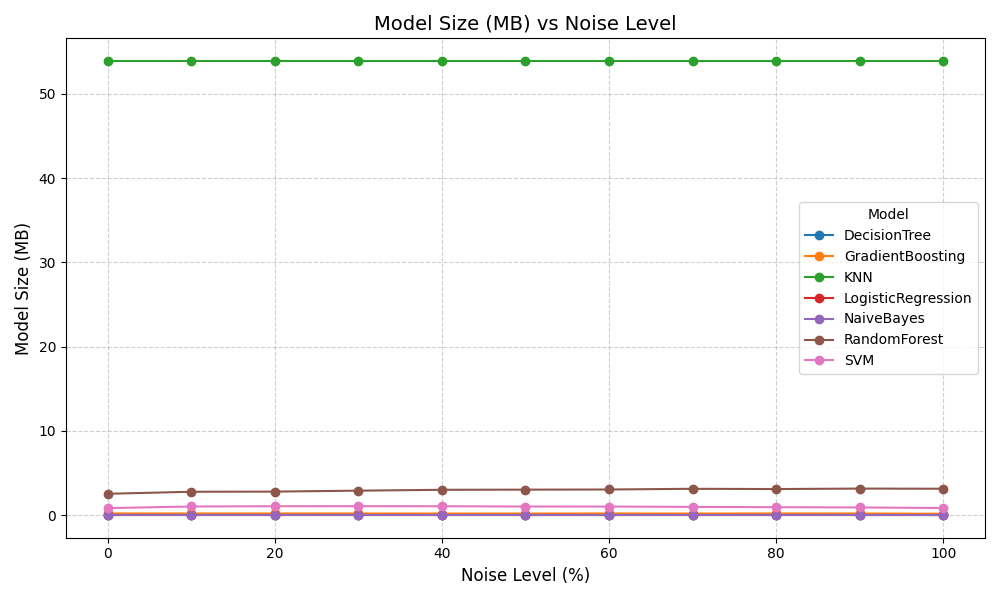 Model Size (MB) vs Noise Level
Model Size (MB)
50
40
30
20
10
0
0 20 40 60 80 100
Noise Level (%)
Model
DecisionTree
GradientBoosting
KNN
LogisticRegression
NaiveBayes
RandomForest
SVM